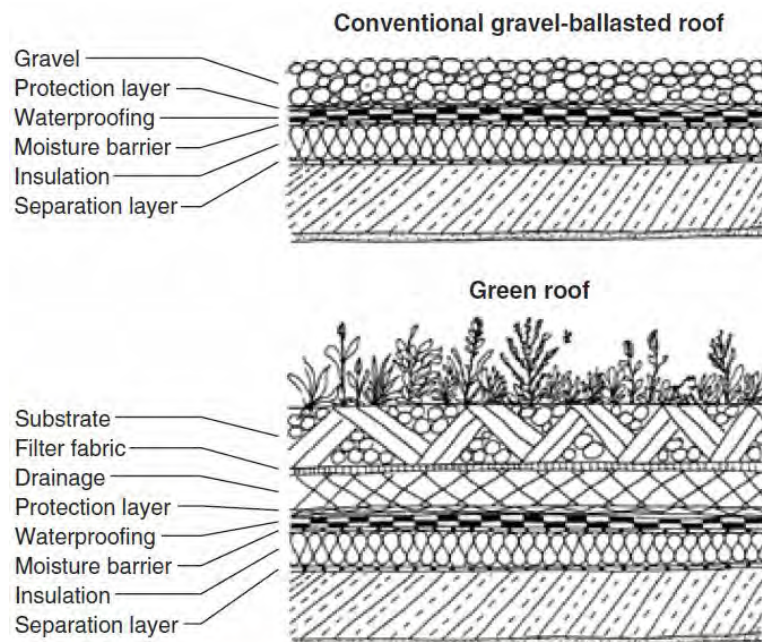 Conventional gravel-ballasted roof
Gravel
Protection layer
Waterproofing
Moisture barrier
Insulation
Separation layer
Green roof
Substrate
Filter fabric
Drainage
Protection layer
Waterproofing
Moisture barrier
Insulation
Separation layer